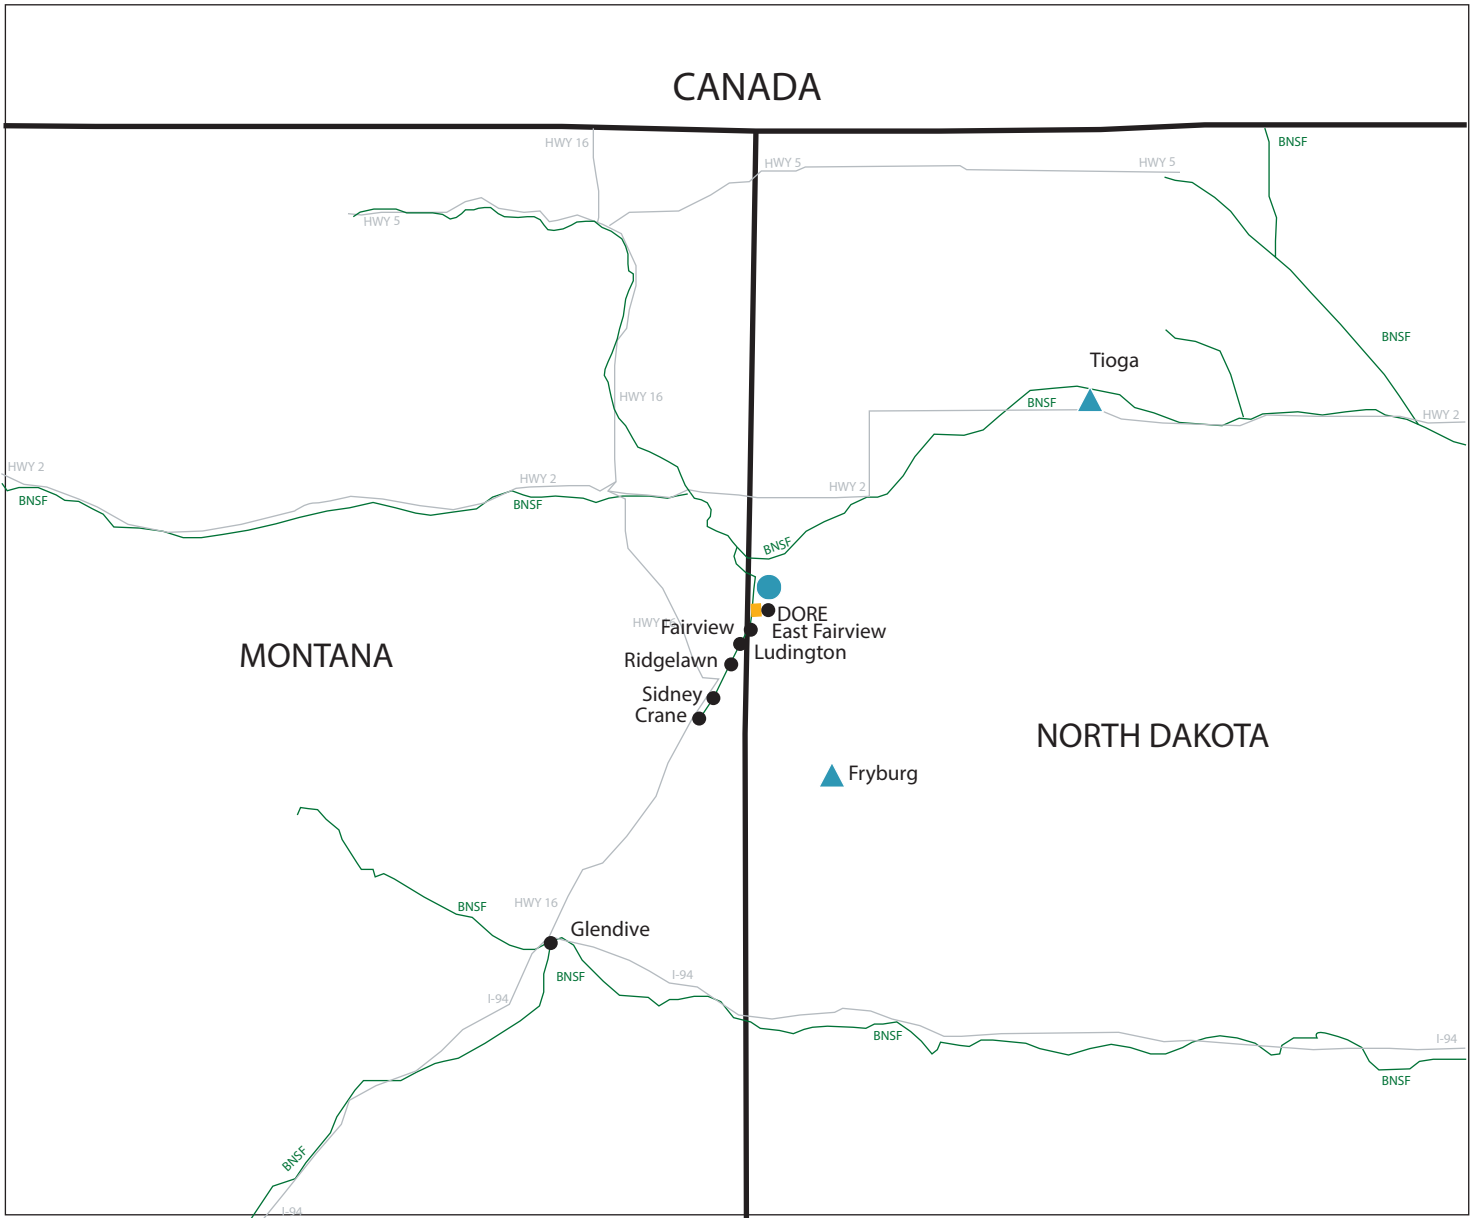 CANADA
HWY 16
BNSF
HWY 5
HWY 5
HWY 5
BNSF
Tioga
HWY 16
BNSF
HWY 2
HWY 2
HWY 2
HWY 2
BNSF
BNSF
BNSF
DORE
HWY 16
Fairview
East Fairview
MONTANA
Ludington
Ridgelawn
Sidney
Crane
NORTH DAKOTA
Fryburg
HWY 16
BNSF
Glendive
BNSF
I-94
I-94
BNSF
I-94
BNSF
BNSF
I-94